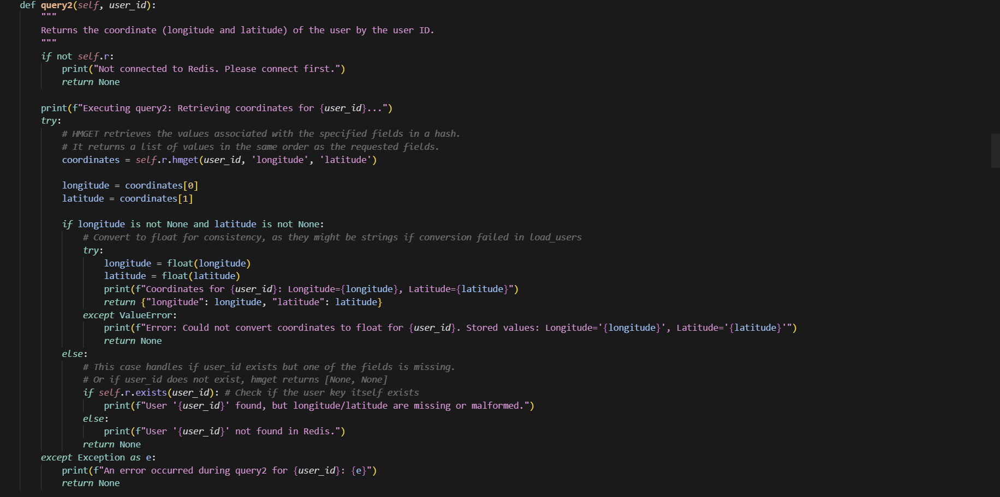 def query2(self, user_id):
"""
Returns the coordinate (longitude and latitude) of the user by the user ID.
"""
if not self.r:
print("Not connected to Redis. Please connect first.")
return None
print(f"Executing query2: Retrieving coordinates for {user_id}...")
try:
# HMGET retrieves the values associated with the specified fields in a hash.
# It returns a list of values in the same order as the requested fields.
coordinates = self.r.hmget(user_id, 'longitude', 'latitude')
longitude = coordinates[0]
latitude = coordinates[1]
if longitude is not None and latitude is not None:
# Convert to float for consistency, as they might be strings if conversion failed in load_users
try:
longitude = float(longitude)
latitude = float(latitude)
print(f"Coordinates for {user_id}: Longitude={longitude}, Latitude={latitude}")
return {"longitude": longitude, "latitude": latitude}
except ValueError:
print(f"Error: Could not convert coordinates to float for {user_id}. Stored values: Longitude='{longitude}', Latitude='{latitude}'")
return None
else:
# This case handles if user_id exists but one of the fields is missing.
# Or if user_id does not exist, hmget returns [None, None]
if self.r.exists(user_id): # Check if the user key itself exists
print(f"User '{user_id}' found, but longitude/latitude are missing or malformed.")
else:
print(f"User '{user_id}' not found in Redis.")
return None
except Exception as e:
print(f"An error occurred during query2 for {user_id}: {e}")
return None